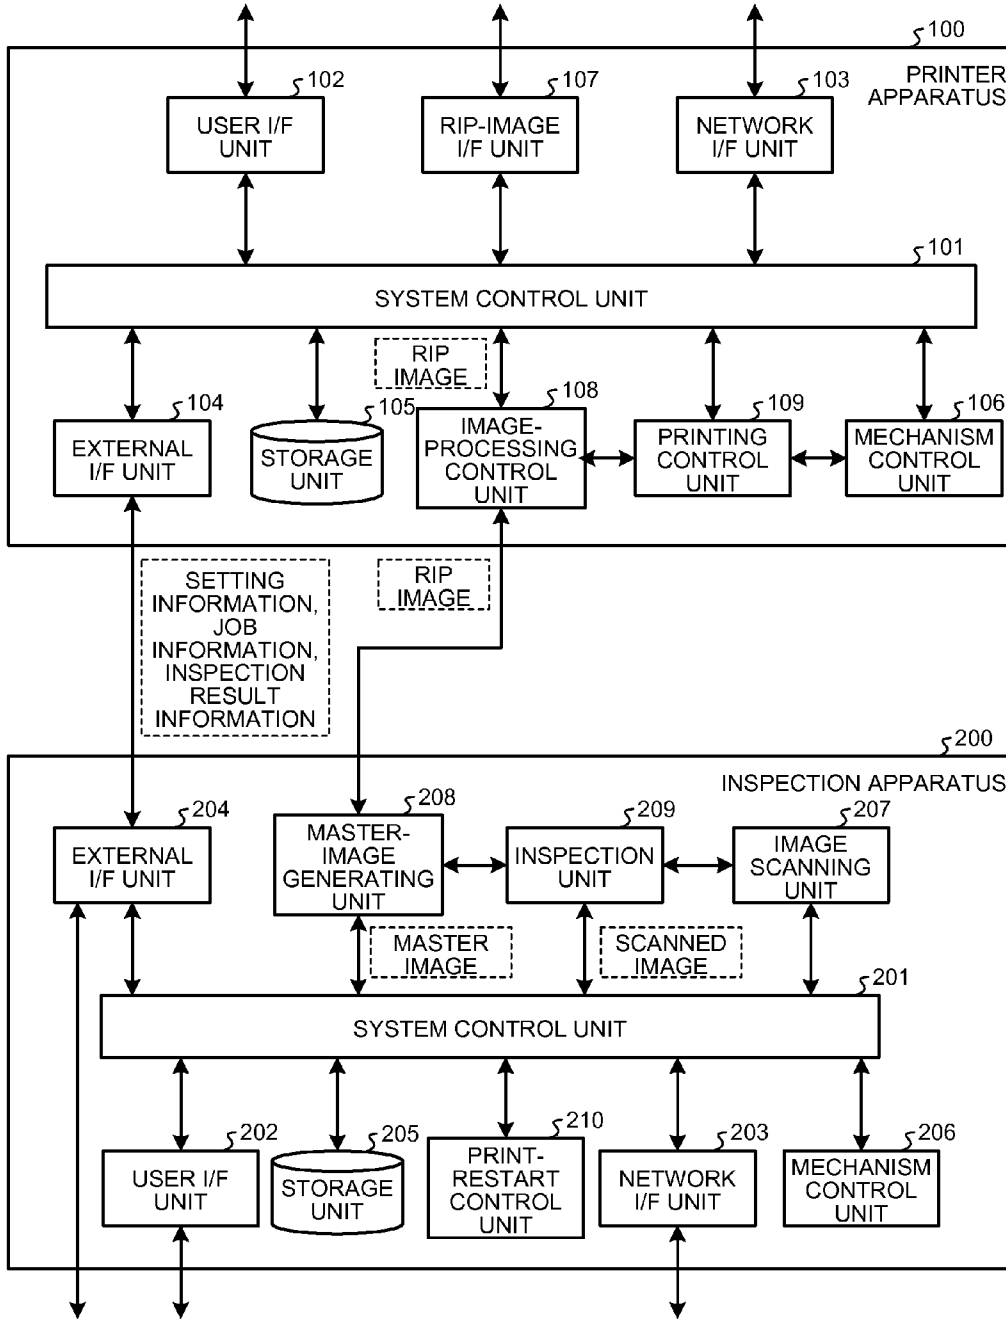 100
PRINTER
APPARATUS
102
USER I/F
UNIT
107
RIP-IMAGE
I/F UNIT
103
NETWORK
I/F UNIT
101
SYSTEM CONTROL UNIT
RIP
IMAGE
104
EXTERNAL
I/F UNIT
105
STORAGE
UNIT
108
IMAGE-
PROCESSING
CONTROL
UNIT
109
PRINTING
CONTROL
UNIT
106
MECHANISM
CONTROL
UNIT
SETTING
INFORMATION,
JOB
INFORMATION,
INSPECTION
RESULT
INFORMATION
RIP
IMAGE
200
INSPECTION APPARATUS
204
EXTERNAL
I/F UNIT
208
MASTER-
IMAGE
GENERATING
UNIT
209
INSPECTION
UNIT
207
IMAGE
SCANNING
UNIT
MASTER
IMAGE
SCANNED
IMAGE
201
SYSTEM CONTROL UNIT
202
USER I/F
UNIT
205
STORAGE
UNIT
210
PRINT-
RESTART
CONTROL
UNIT
203
NETWORK
I/F UNIT
206
MECHANISM
CONTROL
UNIT